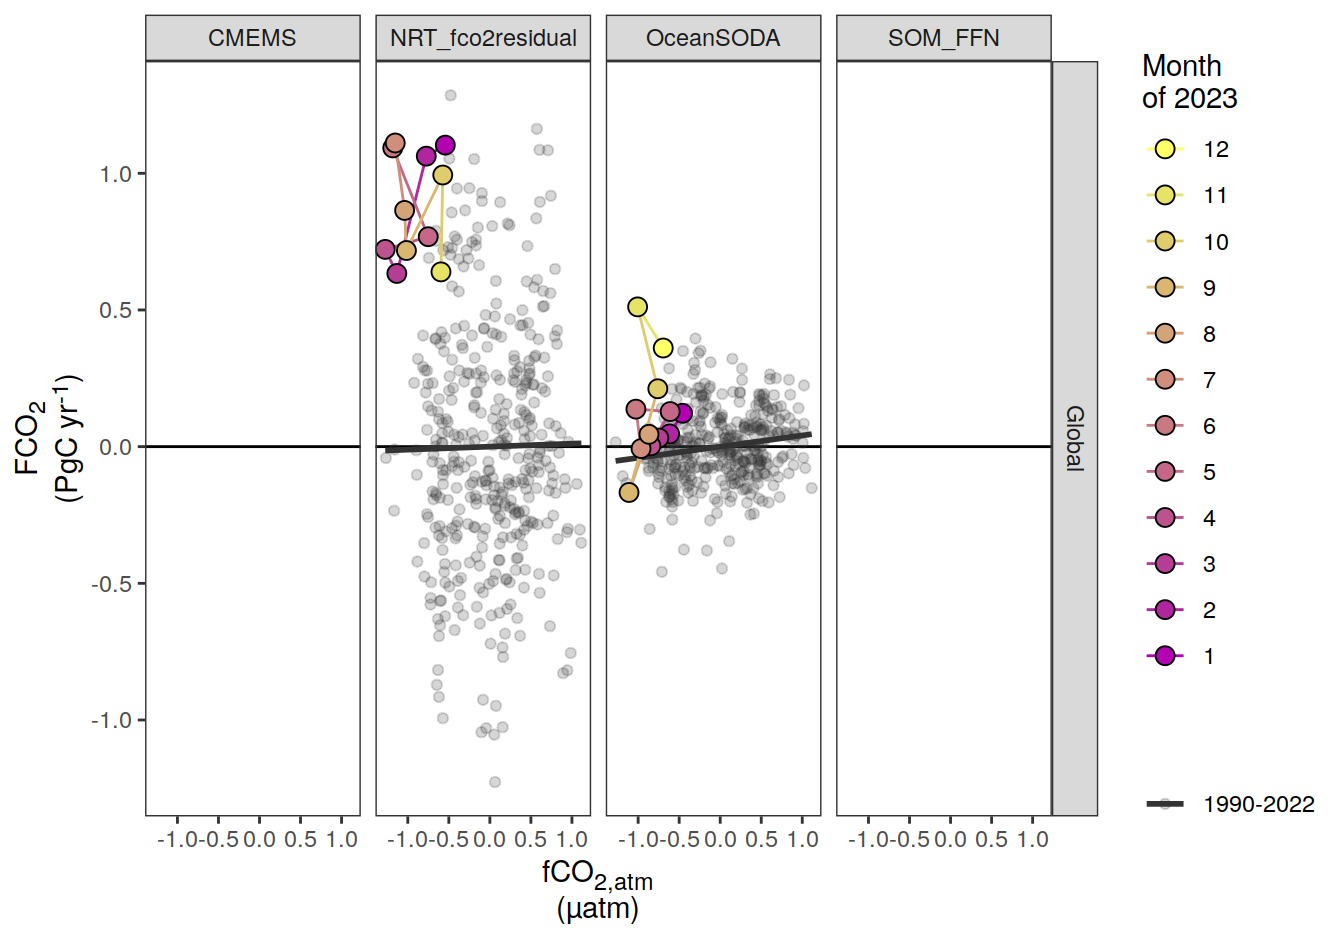 CMEMS NRT_fco2residual OceanSODA SOM_FFN
Global
FCO2
(PgC yr-1)
1.0
0.5
0.0
-0.5
-1.0
-1.0 -0.5 0.0 0.5 1.0 -1.0 -0.5 0.0 0.5 1.0 -1.0 -0.5 0.0 0.5 1.0 -1.0 -0.5 0.0 0.5 1.0
fCO2,atm
(µatm)
Month
of 2023
12
11
10
9
8
7
6
5
4
3
2
1
1990-2022